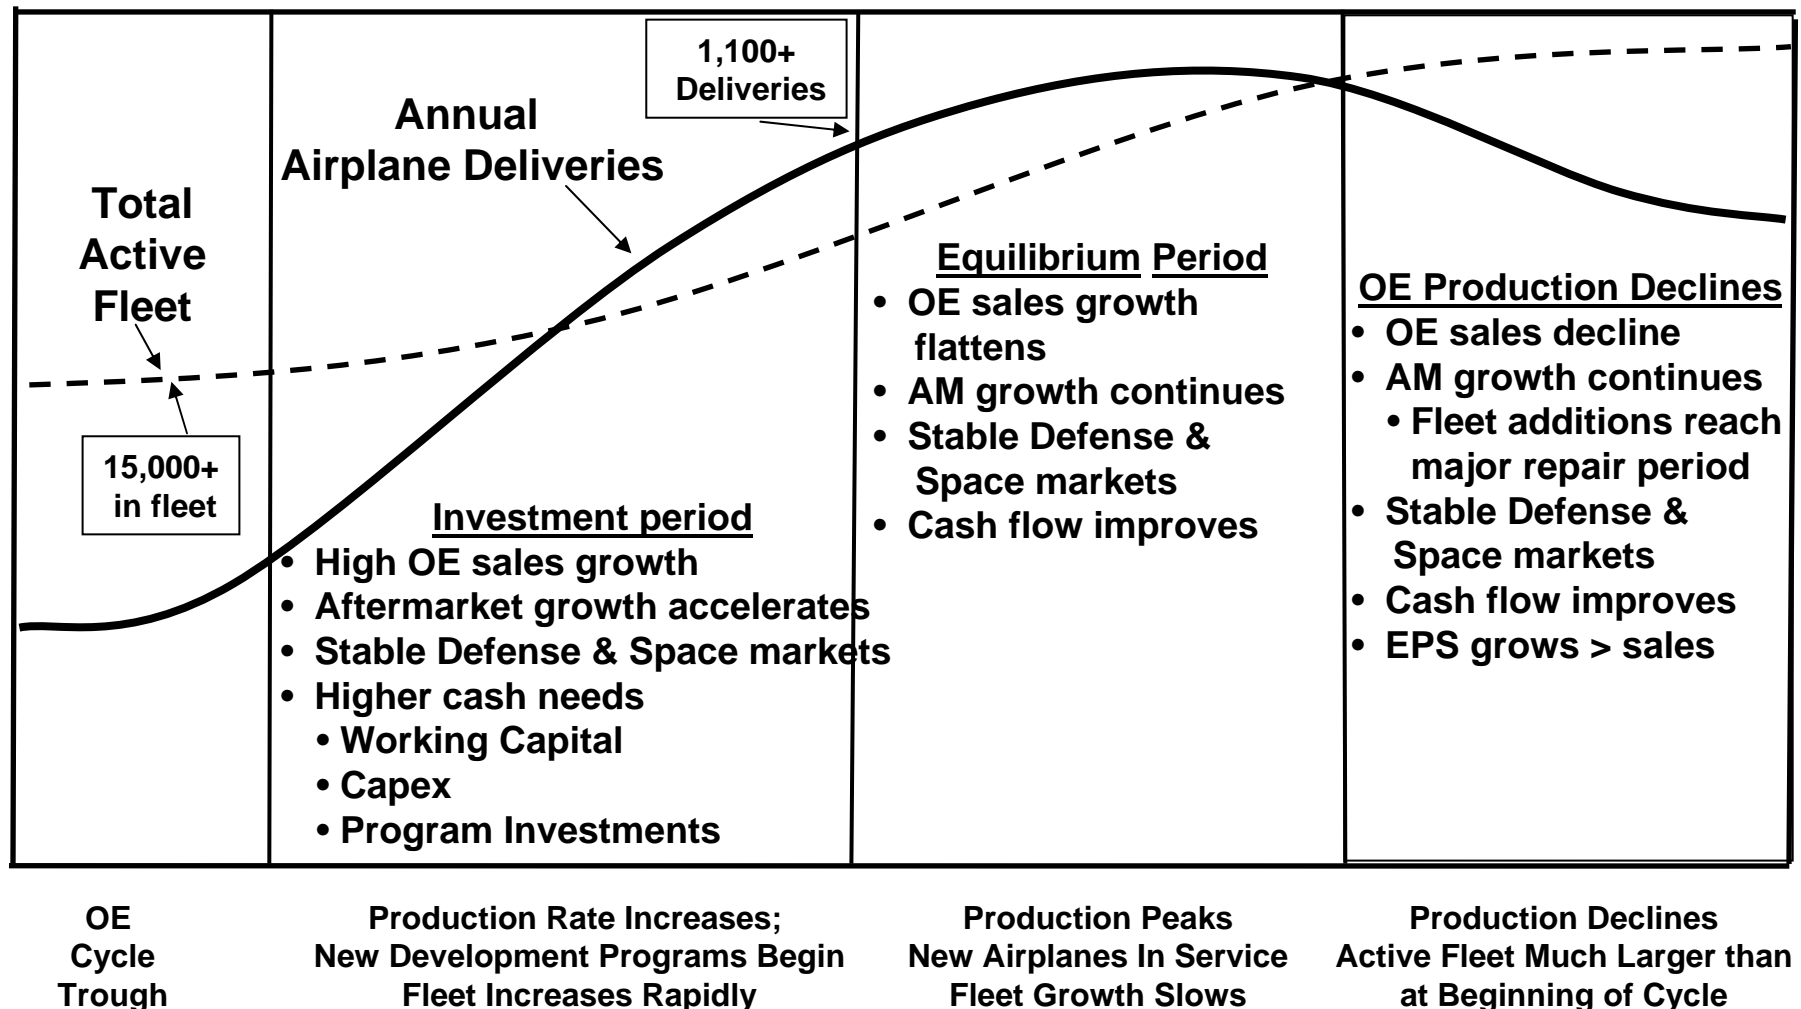 1,100+
Deliveries
Annual
Airplane Deliveries
Total
Active
Fleet
15,000+
in fleet
Investment period
• High OE sales growth
• Aftermarket growth accelerates
• Stable Defense & Space markets
• Higher cash needs
• Working Capital
• Capex
• Program Investments
Equilibrium Period
• OE sales growth
flattens
• AM growth continues
• Stable Defense &
Space markets
• Cash flow improves
OE Production Declines
• OE sales decline
• AM growth continues
• Fleet additions reach
major repair period
• Stable Defense &
Space markets
• Cash flow improves
• EPS grows > sales
OE
Cycle
Trough
Production Rate Increases;
New Development Programs Begin
Fleet Increases Rapidly
Production Peaks
New Airplanes In Service
Fleet Growth Slows
Production Declines
Active Fleet Much Larger than
at Beginning of Cycle